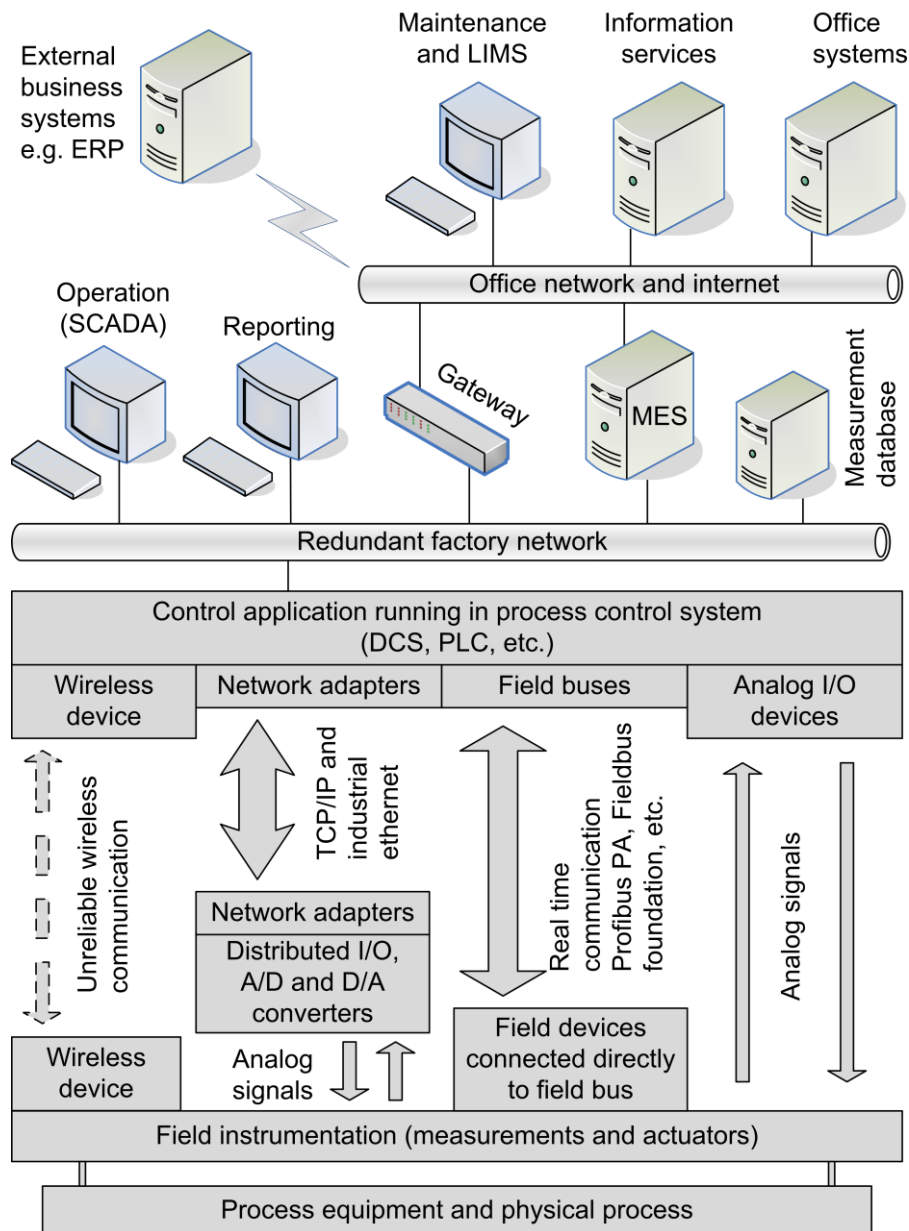 External
business
systems
e.g. ERP
Maintenance
and LIMS
Information
services
Office
systems
Office network and internet
Operation
(SCADA)
Reporting
Gateway
MES
Measurement
database
Redundant factory network
Control application running in process control system
(DCS, PLC, etc.)
Wireless
device
Network adapters
Field buses
Analog I/O
devices
Unreliable wireless
communication
TCP/IP and
industrial
ethernet
Real time
communication
Profibus PA, Fieldbus
foundation, etc.
Analog signals
Network adapters
Distributed I/O,
A/D and D/A
converters
Analog
signals
Wireless
device
Field devices
connected directly
to field bus
Field instrumentation (measurements and actuators)
Process equipment and physical process